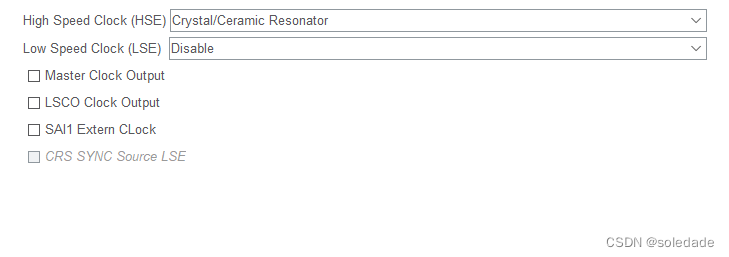 High Speed Clock (HSE) Crystal/Ceramic Resonator
Low Speed Clock (LSE) Disable
Master Clock Output
LSCO Clock Output
SAI1 Extern CLock
CRS SYNC Source LSE
CSDN @soledade